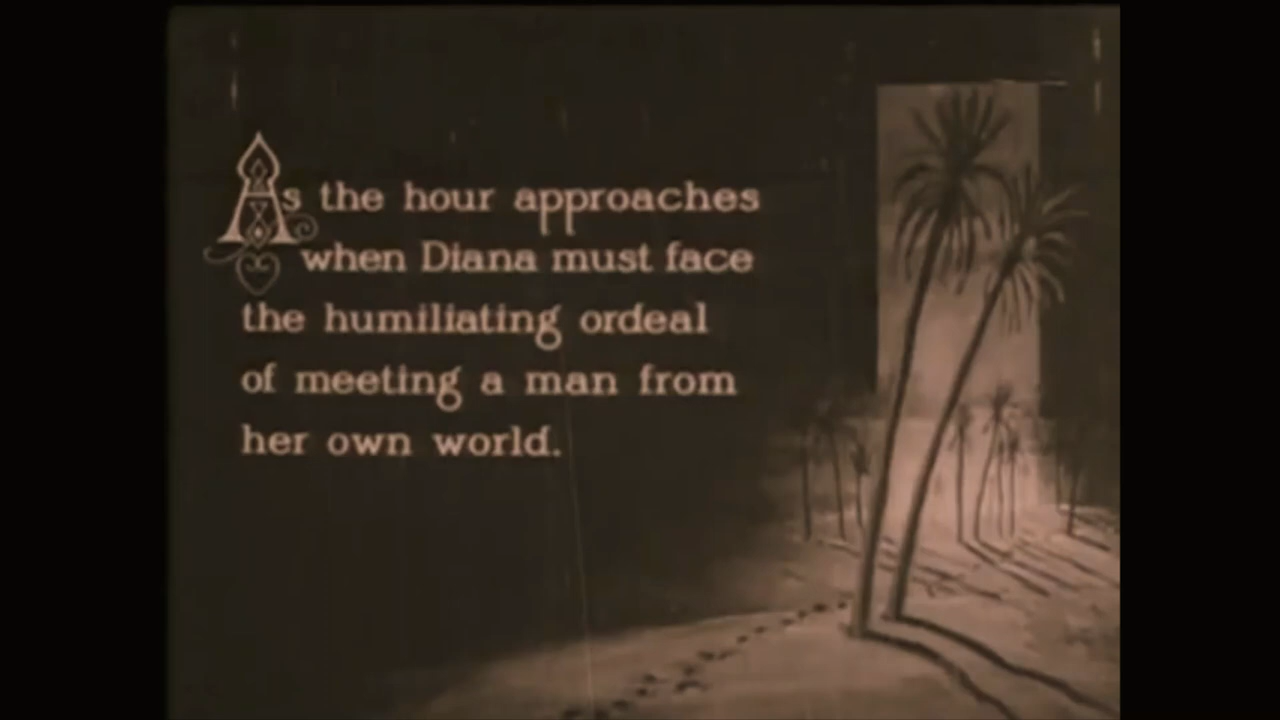 As the hour approaches
when Diana must face
the humiliating ordeal
of meeting a man from
her own world.